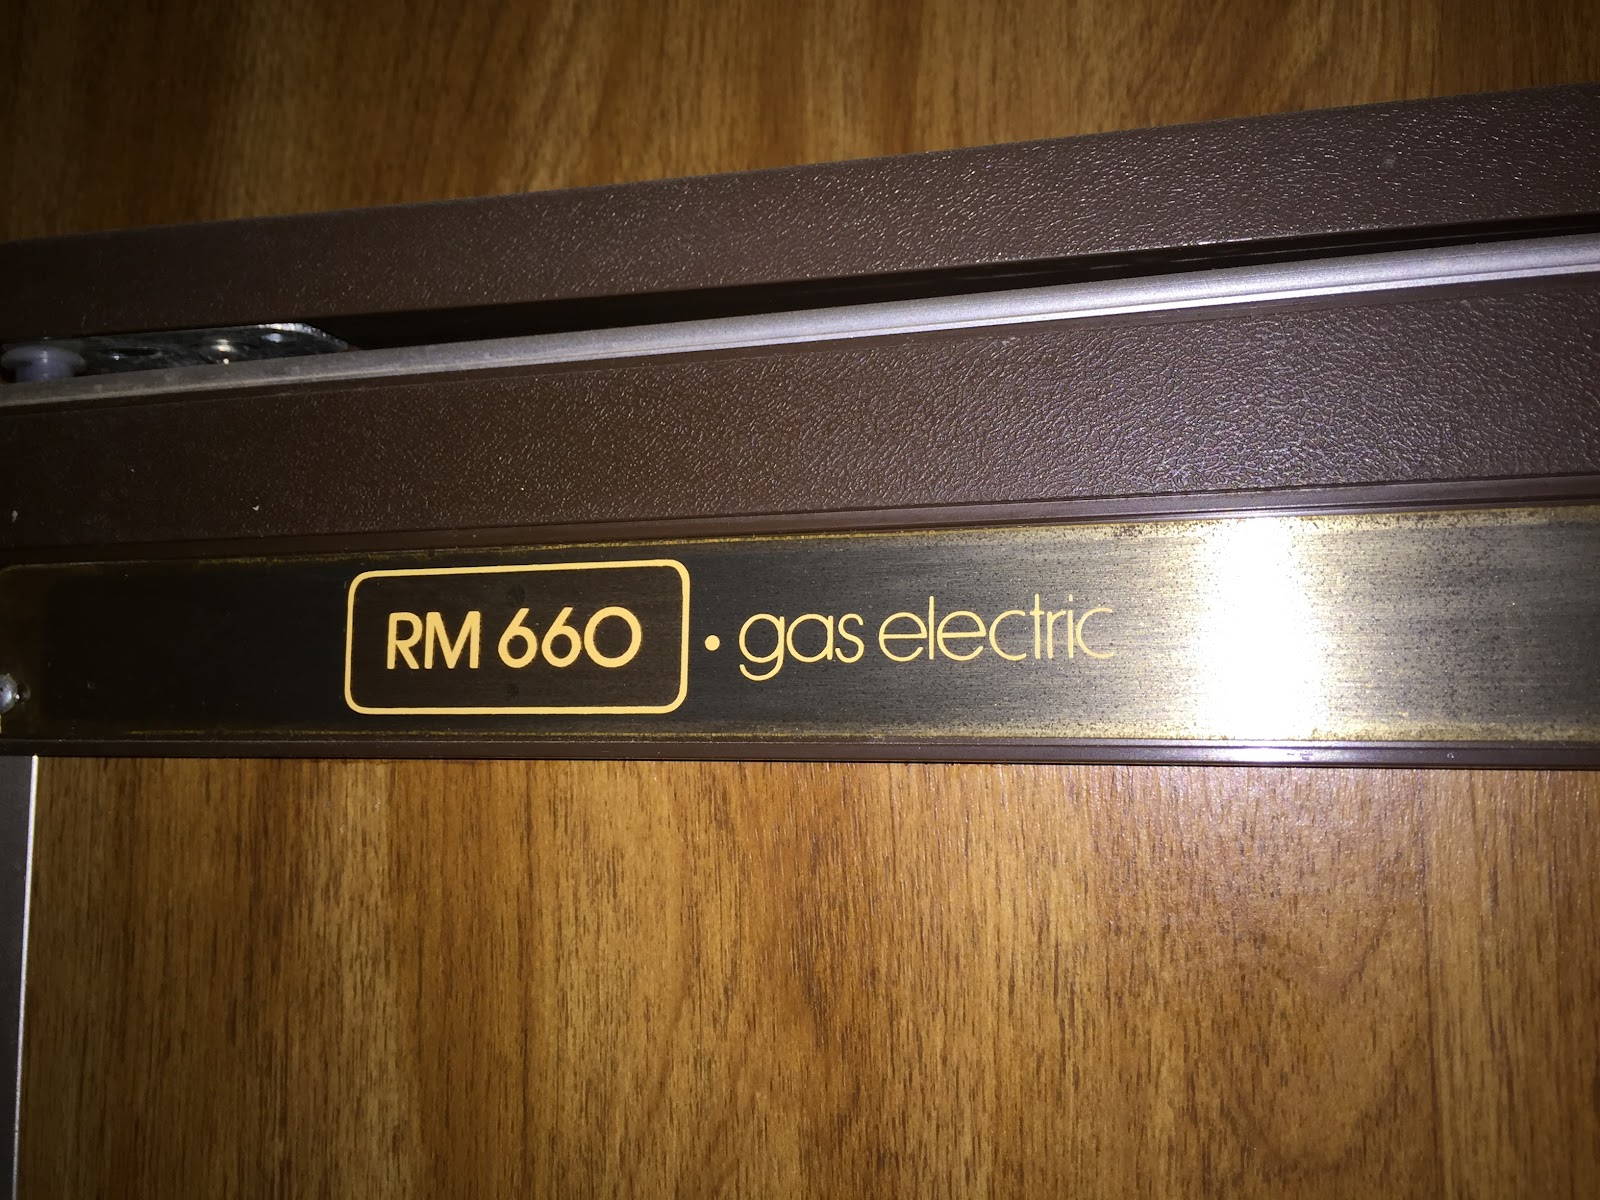 RM 660 • gas electric